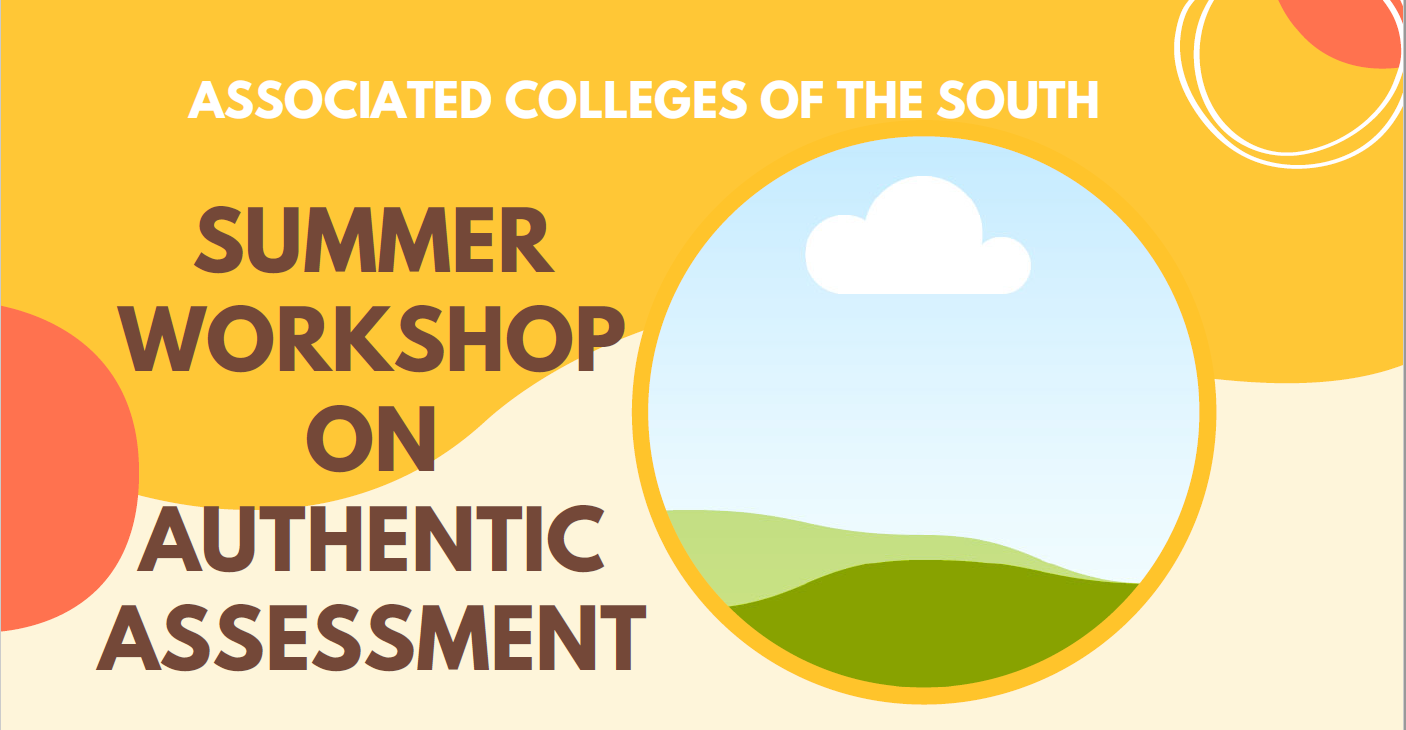 ASSOCIATED COLLEGES OF THE SOUTH
SUMMER
WORKSHOP
ON
AUTHENTIC
ASSESSMENT